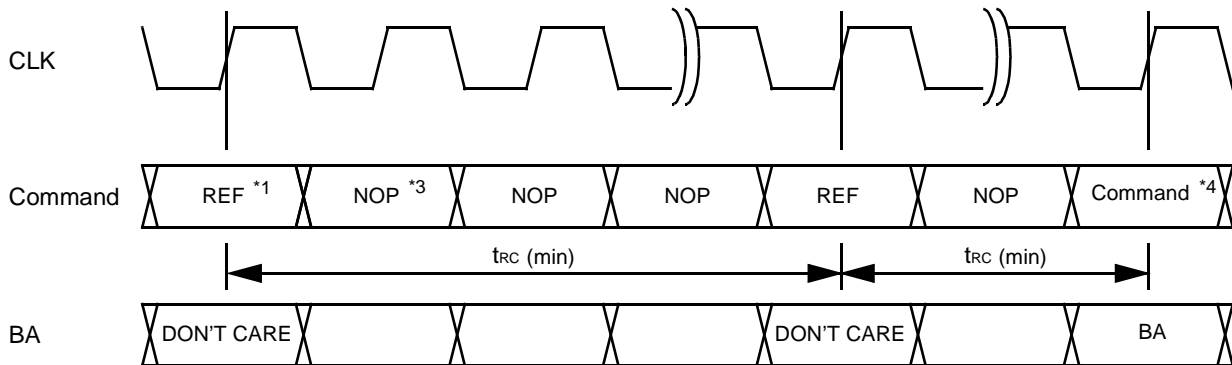 CLK
Command REF *1 NOP *3 NOP NOP REF NOP Command *4
tRC (min) tRC (min)
BA DON'T CARE DON'T CARE BA